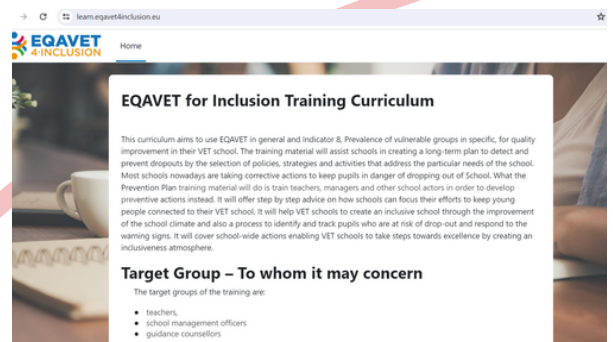 learn.eqavet4inclusion.eu
EQAVET
4·INCLUSION
Home
EQAVET for Inclusion Training Curriculum
This curriculum aims to use EQAVET in general and Indicator 8, Prevalence of vulnerable groups in specific, for quality
improvement in their VET school. The training material will assist schools in creating a long-term plan to detect and
prevent dropouts by the selection of policies, strategies and activities that address the particular needs of the school.
Most schools nowadays are taking corrective actions to keep pupils in danger of dropping out of School. What the
Prevention Plan training material will do is train teachers, managers and other school actors in order to develop
preventive actions instead. It will offer step by step advice on how schools can focus their efforts to keep young
people connected to their VET school. It will help VET schools to create an inclusive school through the improvement
of the school climate and also a process to identify and track pupils who are at risk of drop-out and respond to the
warning signs. It will cover school-wide actions enabling VET schools to take steps towards excellence by creating an
inclusiveness atmosphere.
Target Group – To whom it may concern
The target groups of the training are:
• teachers,
• school management officers
• guidance counsellors